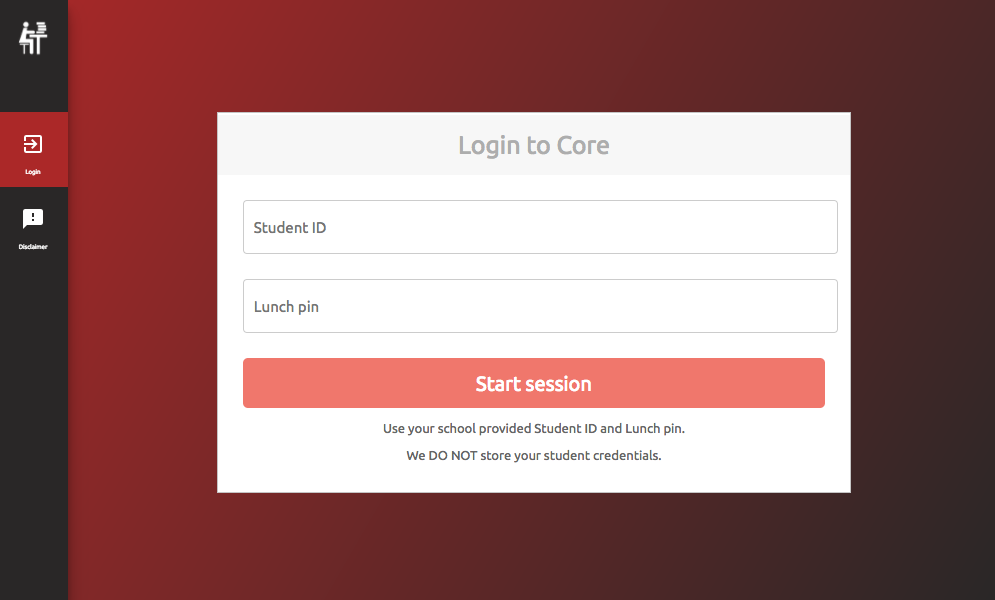 Login
Disclaimer
Login to Core
Student ID
Lunch pin
Start session
Use your school provided Student ID and Lunch pin.
We DO NOT store your student credentials.